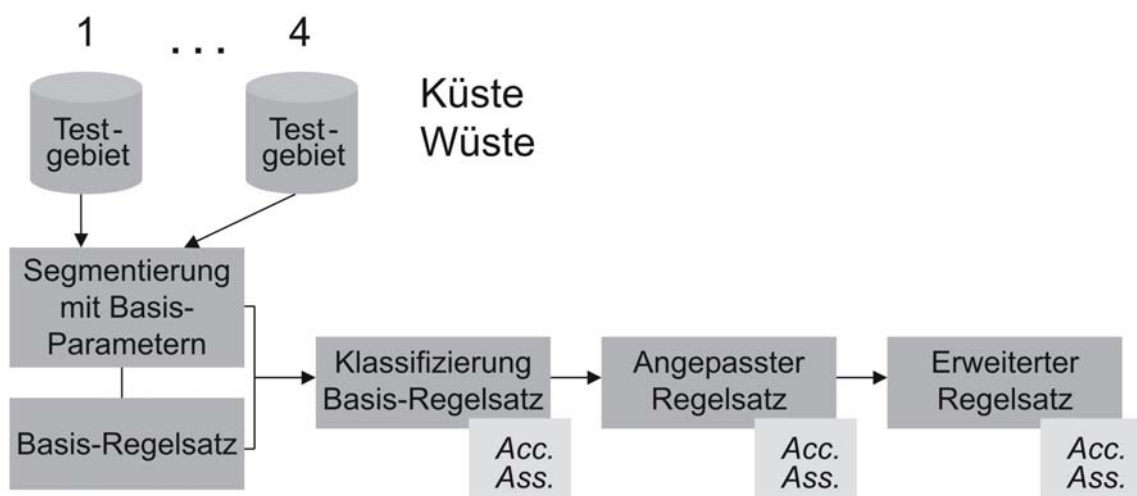 1 . . . 4
Test-
gebiet
Test-
gebiet
Küste
Wüste
Segmentierung
mit Basis-
Parametern
Basis-Regelsatz
Klassifizierung
Basis-Regelsatz
Acc.
Ass.
Angepasster
Regelsatz
Acc.
Ass.
Erweiterter
Regelsatz
Acc.
Ass.